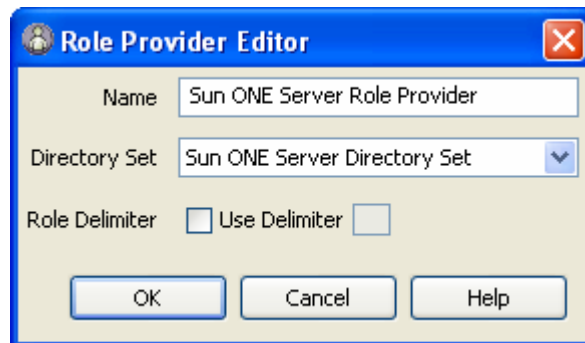 Role Provider Editor
Name Sun ONE Server Role Provider
Directory Set Sun ONE Server Directory Set
Role Delimiter Use Delimiter
OK Cancel Help